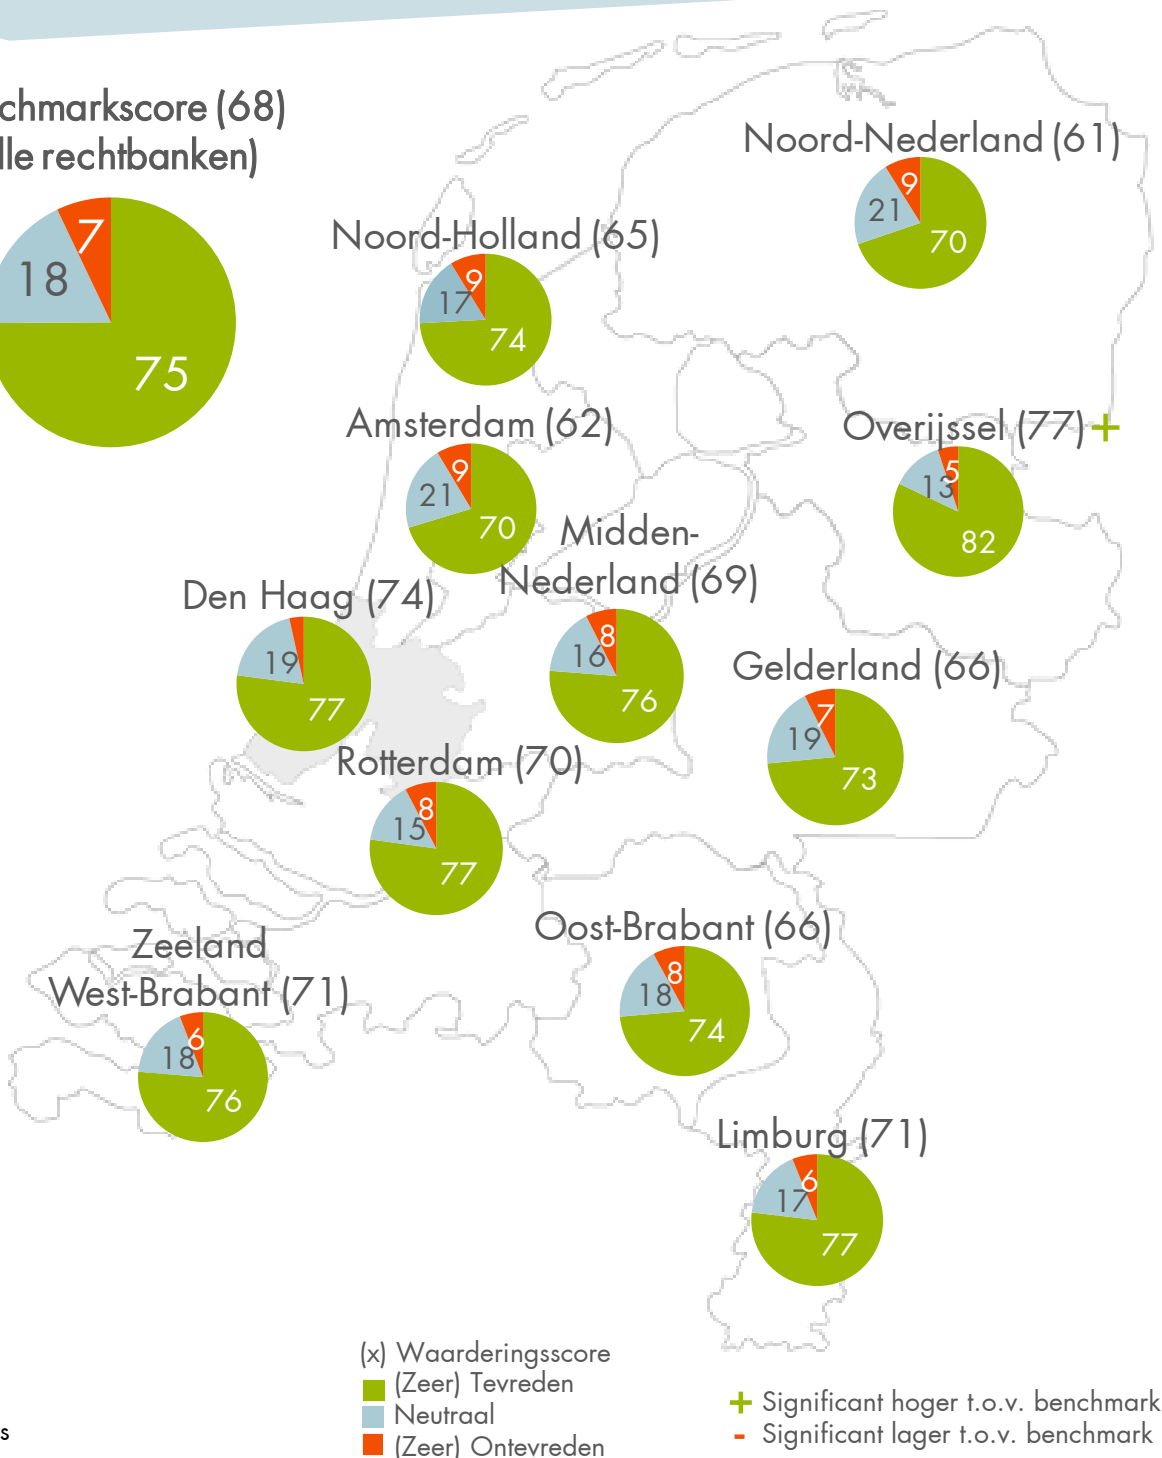 chmarkscore (68)
lle rechtbanken)
7
18
75
Noord-Nederland (61)
9
21
70
Noord-Holland (65)
9
17
74
Amsterdam (62)
9
21
70
Overijssel (77) +
5
13
82
Midden-
Nederland (69)
8
16
76
Den Haag (74)
19
77
Gelderland (66)
7
19
73
Rotterdam (70)
8
15
77
Oost-Brabant (66)
8
18
74
Zeeland
West-Brabant (71)
6
18
76
Limburg (71)
6
17
77
(x) Waarderingsscore
(Zeer) Tevreden
Neutraal
(Zeer) Ontevreden
+ Significant hoger t.o.v. benchmark
- Significant lager t.o.v. benchmark
s